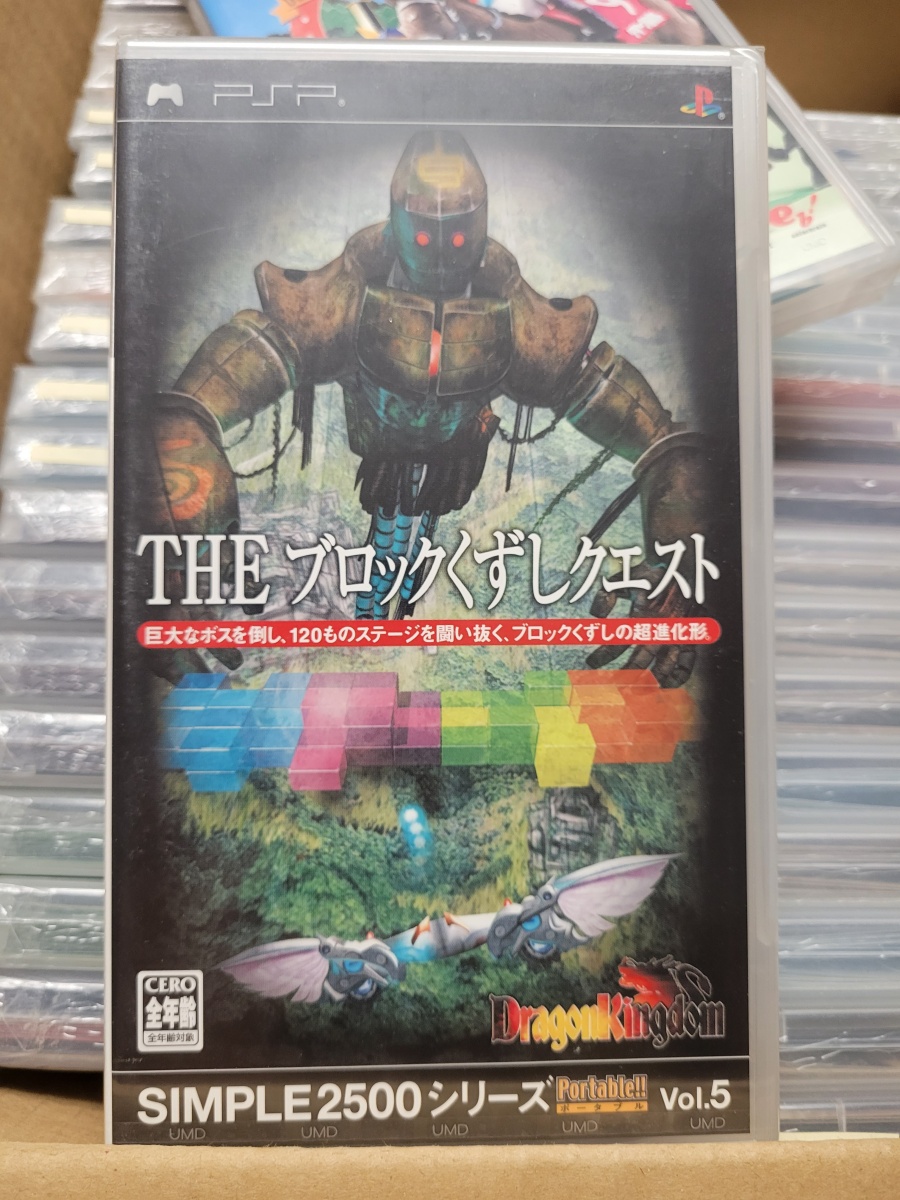 PSP
THE ブロックくずしクエスト
巨大なボスを倒し、120ものステージを闘い抜く、ブロックくずしの超進化形。
CERO
全年齢
全年齢対象
DragonKingdom
SIMPLE2500シリーズ Portable!! ポータブル Vol.5
UMD UMD UMD UMD UMD